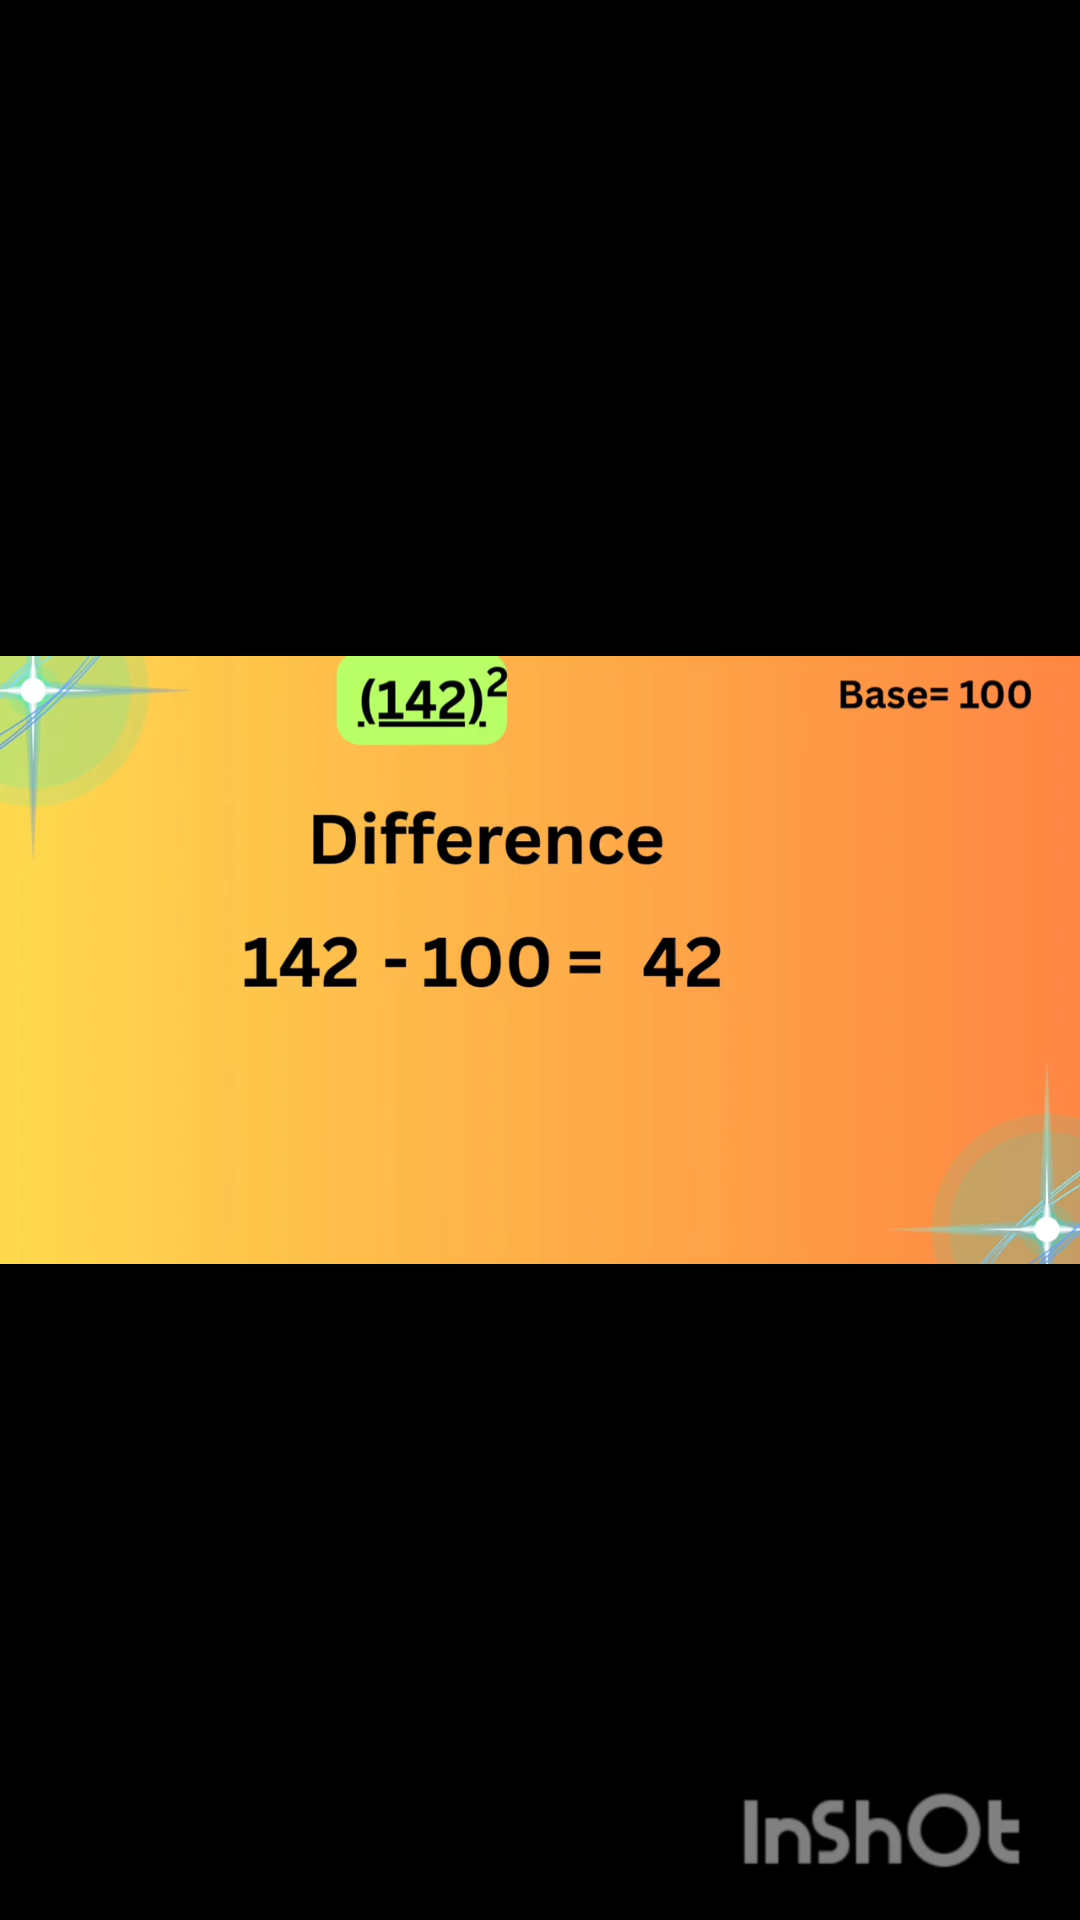 (142)²
Base= 100
Difference
142 - 100 = 42
InShOt